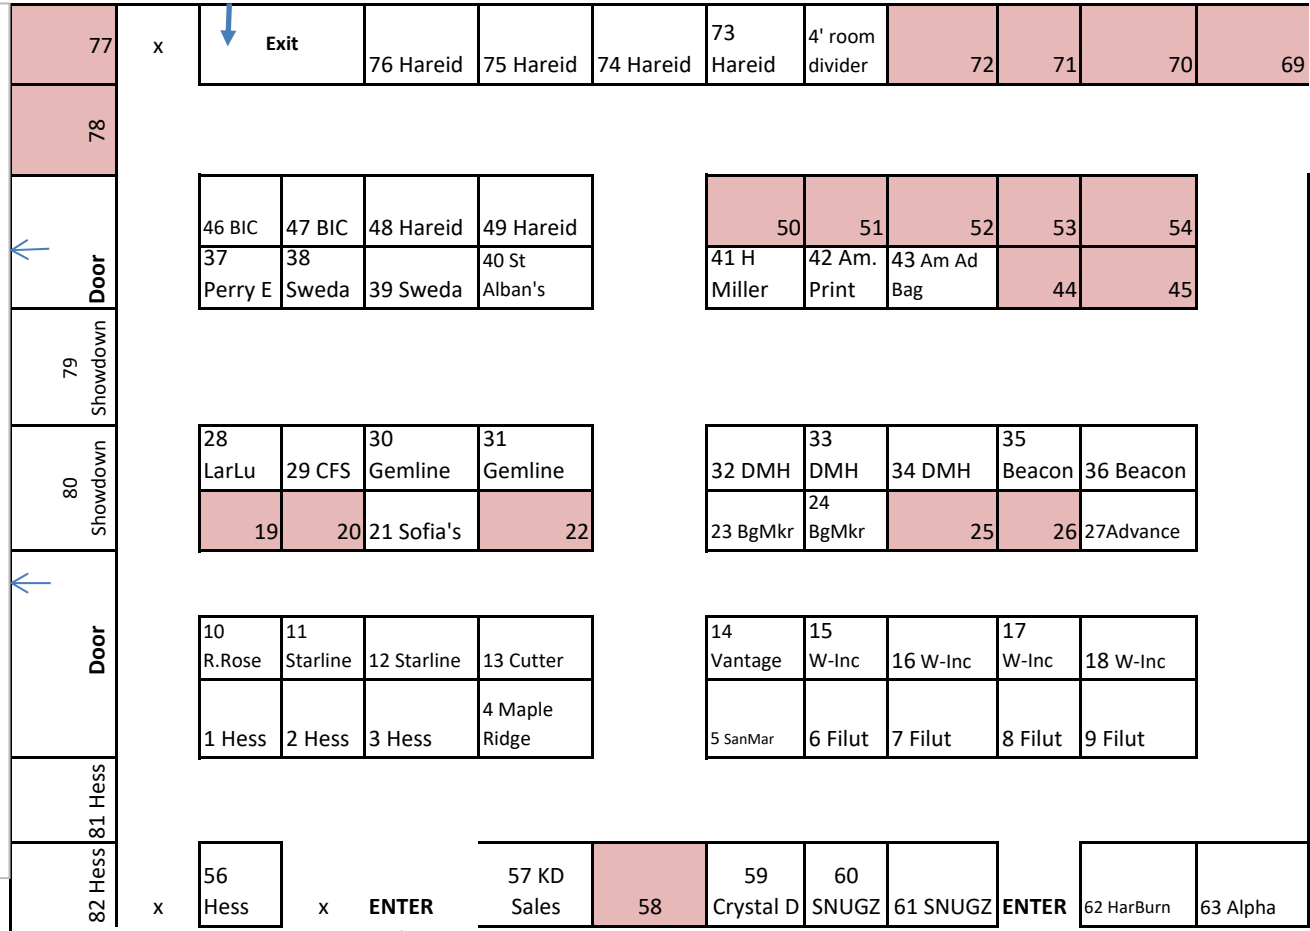 77
x
Exit
76 Hareid
75 Hareid
74 Hareid
73
Hareid
4' room
divider
72
71
70
69
78
46 BIC
47 BIC
48 Hareid
49 Hareid
50
51
52
53
54
Door
37
Perry E
38
Sweda
39 Sweda
40 St
Alban's
41 H
Miller
42 Am.
Print
43 Am Ad
Bag
44
45
79
Showdown
80
Showdown
28
LarLu
29 CFS
30
Gemline
31
Gemline
32 DMH
33
DMH
34 DMH
35
Beacon
36 Beacon
19
20
21 Sofia's
22
23 BgMkr
24
BgMkr
25
26
27Advance
Door
10
R.Rose
11
Starline
12 Starline
13 Cutter
14
Vantage
15
W-Inc
16 W-Inc
17
W-Inc
18 W-Inc
1 Hess
2 Hess
3 Hess
4 Maple
Ridge
5 SanMar
6 Filut
7 Filut
8 Filut
9 Filut
81 Hess
82 Hess
x
56
Hess
x
ENTER
57 KD
Sales
58
59
Crystal D
60
SNUGZ
61 SNUGZ
ENTER
62 HarBurn
63 Alpha